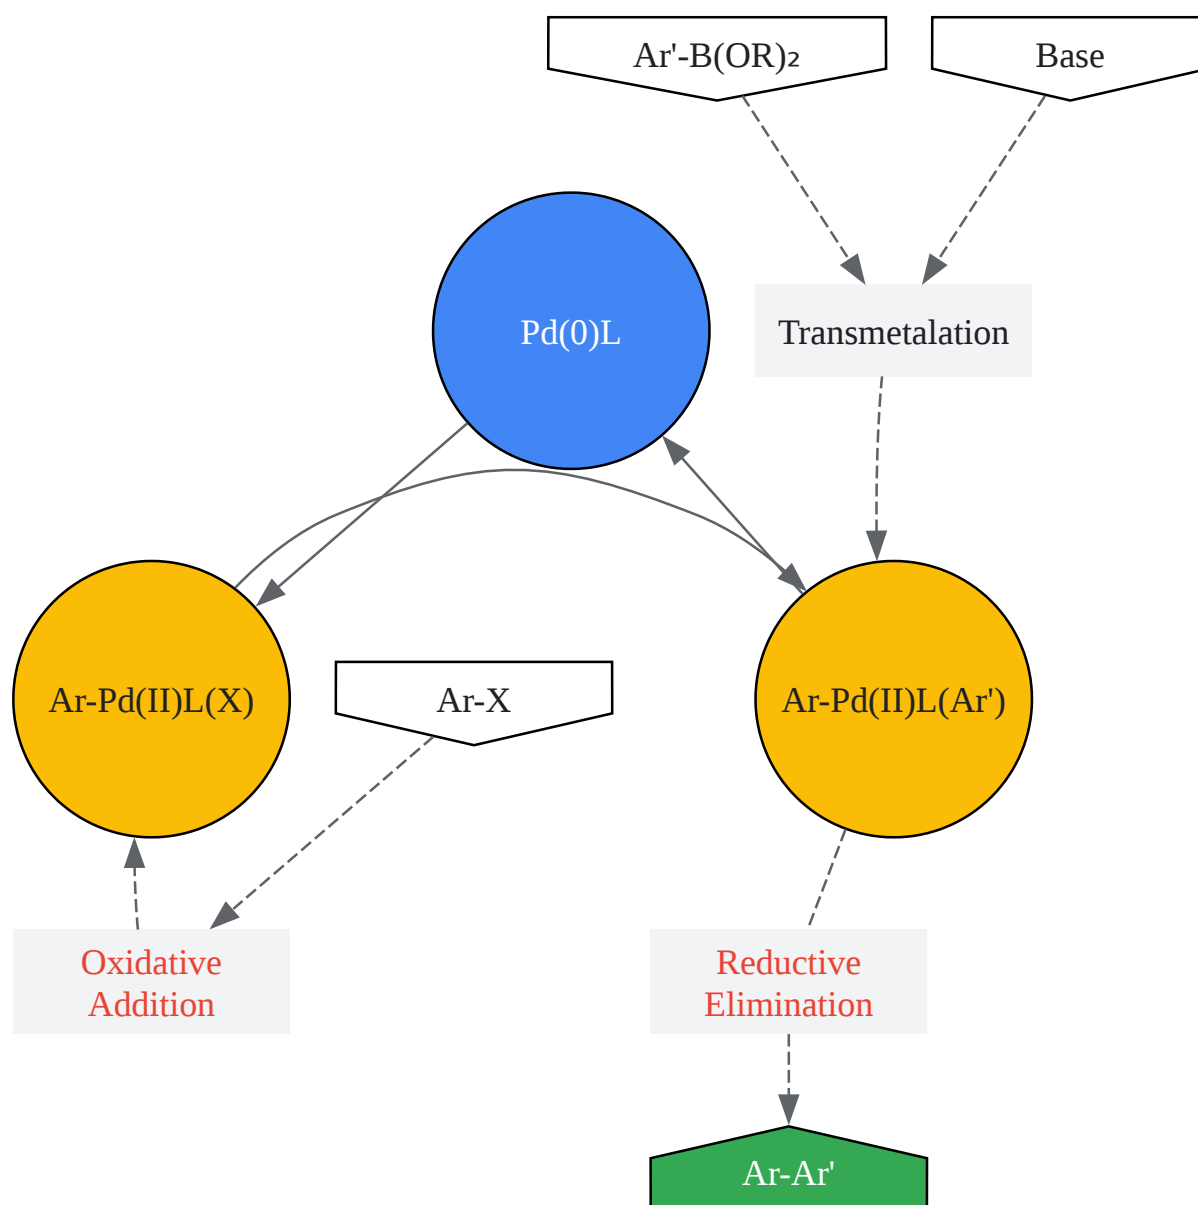 Ar'-B(OR)₂
Base
Pd(0)L
Transmetalation
Ar-Pd(II)L(X)
Ar-X
Ar-Pd(II)L(Ar')
Oxidative
Addition
Reductive
Elimination
Ar-Ar'